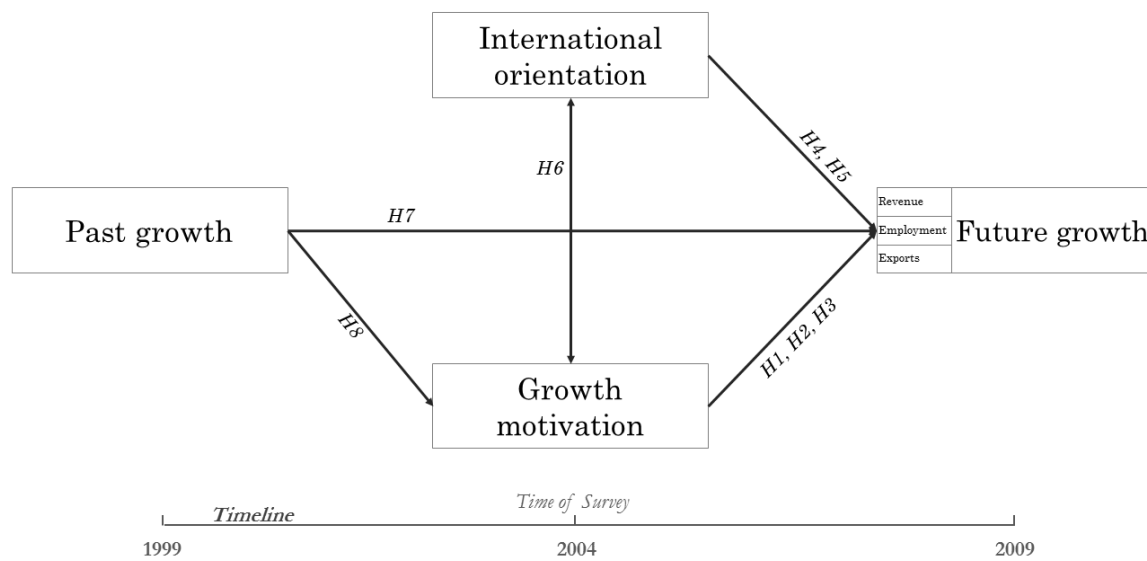 International
orientation
H4, H5
H6
H7
Past growth
Revenue
Employment
Exports
Future growth
H8
H1, H2, H3
Growth
motivation
Time of Survey
Timeline
1999
2004
2009